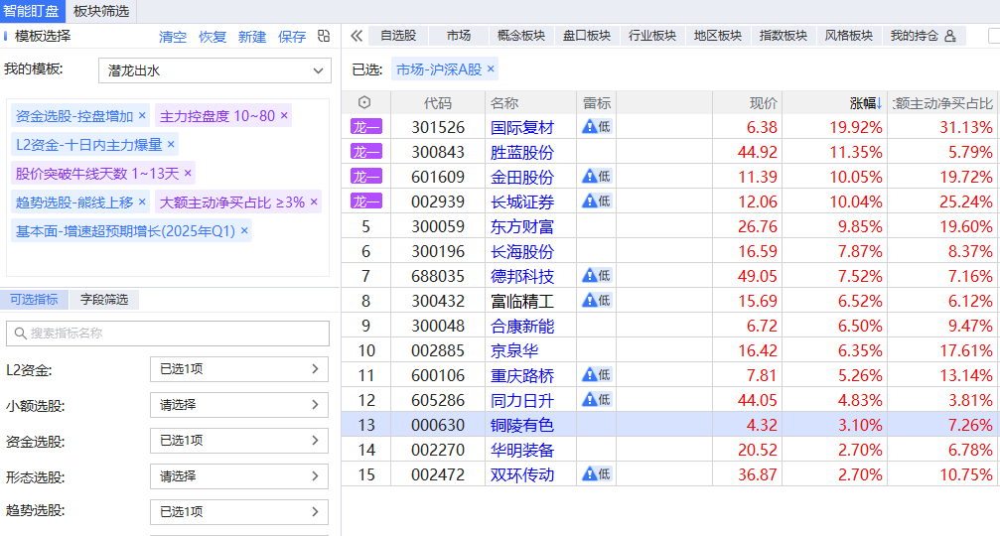 智能盯盘 板块筛选
模板选择 清空 恢复 新建 保存
我的模板: 潜龙出水
资金选股-控盘增加 × 主力控盘度 10~80 ×
L2资金-十日内主力爆量 ×
股价突破牛线天数 1~13天 ×
趋势选股-熊线上移 × 大额主动净买占比 ≥3% ×
基本面-增速超预期增长(2025年Q1) ×
可选指标 字段筛选
搜索指标名称
L2资金: 已选1项
小额选股: 请选择
资金选股: 已选1项
形态选股: 请选择
趋势选股: 已选1项
自选股 市场 概念板块 盘口板块 行业板块 地区板块 指数板块 风格板块 我的持仓
已选: 市场-沪深A股 ×
代码 名称 雷标 现价 涨幅↓ 额主动净买占比
龙一 301526 国际复材 低 6.38 19.92% 31.13%
龙一 300843 胜蓝股份 44.92 11.35% 5.79%
龙一 601609 金田股份 低 11.39 10.05% 19.72%
龙一 002939 长城证券 低 12.06 10.04% 25.24%
5 300059 东方财富 26.76 9.85% 19.60%
6 300196 长海股份 16.59 7.87% 8.37%
7 688035 德邦科技 低 49.05 7.52% 7.16%
8 300432 富临精工 低 15.69 6.52% 6.12%
9 300048 合康新能 6.72 6.50% 9.47%
10 002885 京泉华 16.42 6.35% 17.61%
11 600106 重庆路桥 低 7.81 5.26% 13.14%
12 605286 同力日升 低 44.05 4.83% 3.81%
13 000630 铜陵有色 4.32 3.10% 7.26%
14 002270 华明装备 20.52 2.70% 6.78%
15 002472 双环传动 低 36.87 2.70% 10.75%